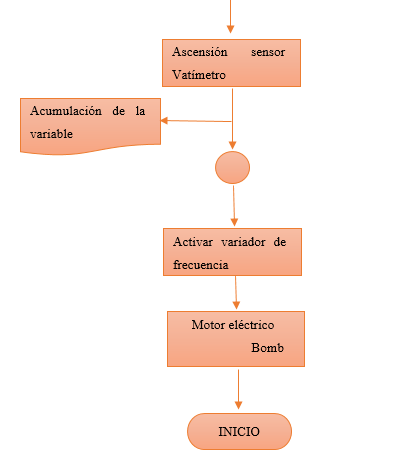 Ascensión sensor
Vatímetro
Acumulación de la
variable
Activar variador de
frecuencia
Motor eléctrico
Bomb
INICIO